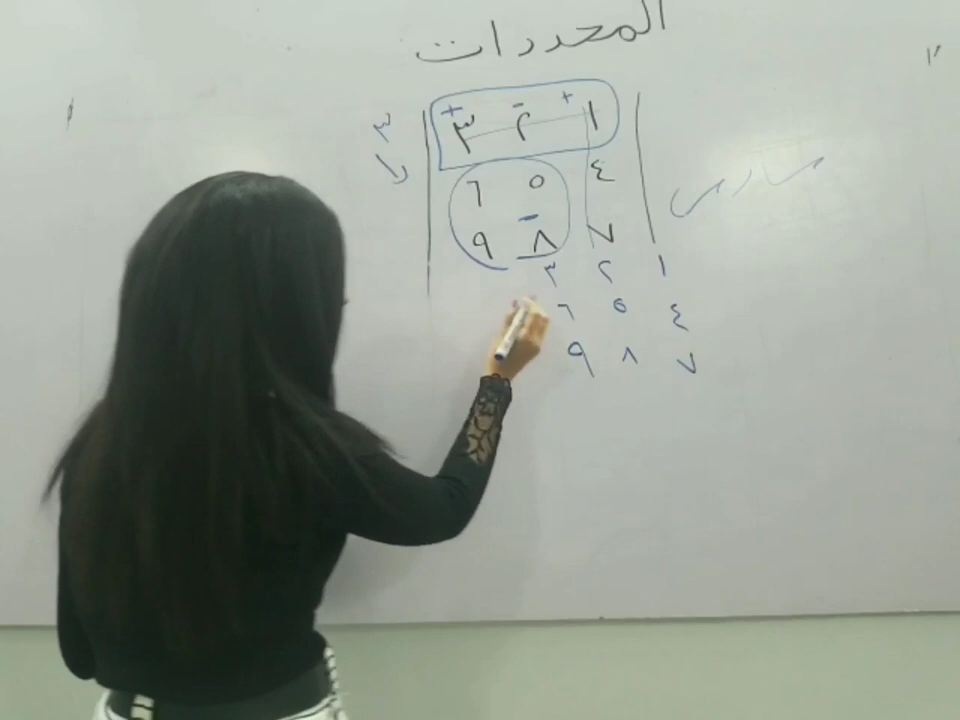 المحددات
+ - +
١ ٢ ٣
٤ ٥ ٦
٧ ٨ ٩
١ ٢ ٣
٤ ٥ ٦
٧ ٨ ٩
٣